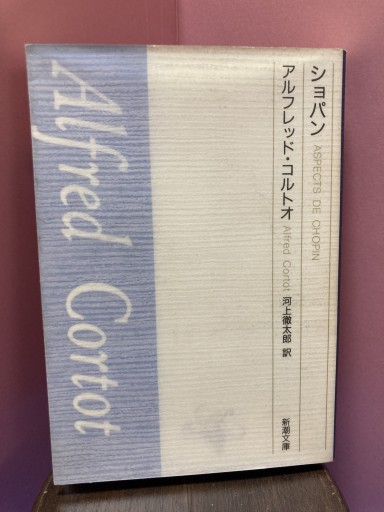 ショパン ASPECTS DE CHOPIN
アルフレッド・コルトオ Alfred Cortot 河上徹太郎 訳
新潮文庫
Alfred Cortot